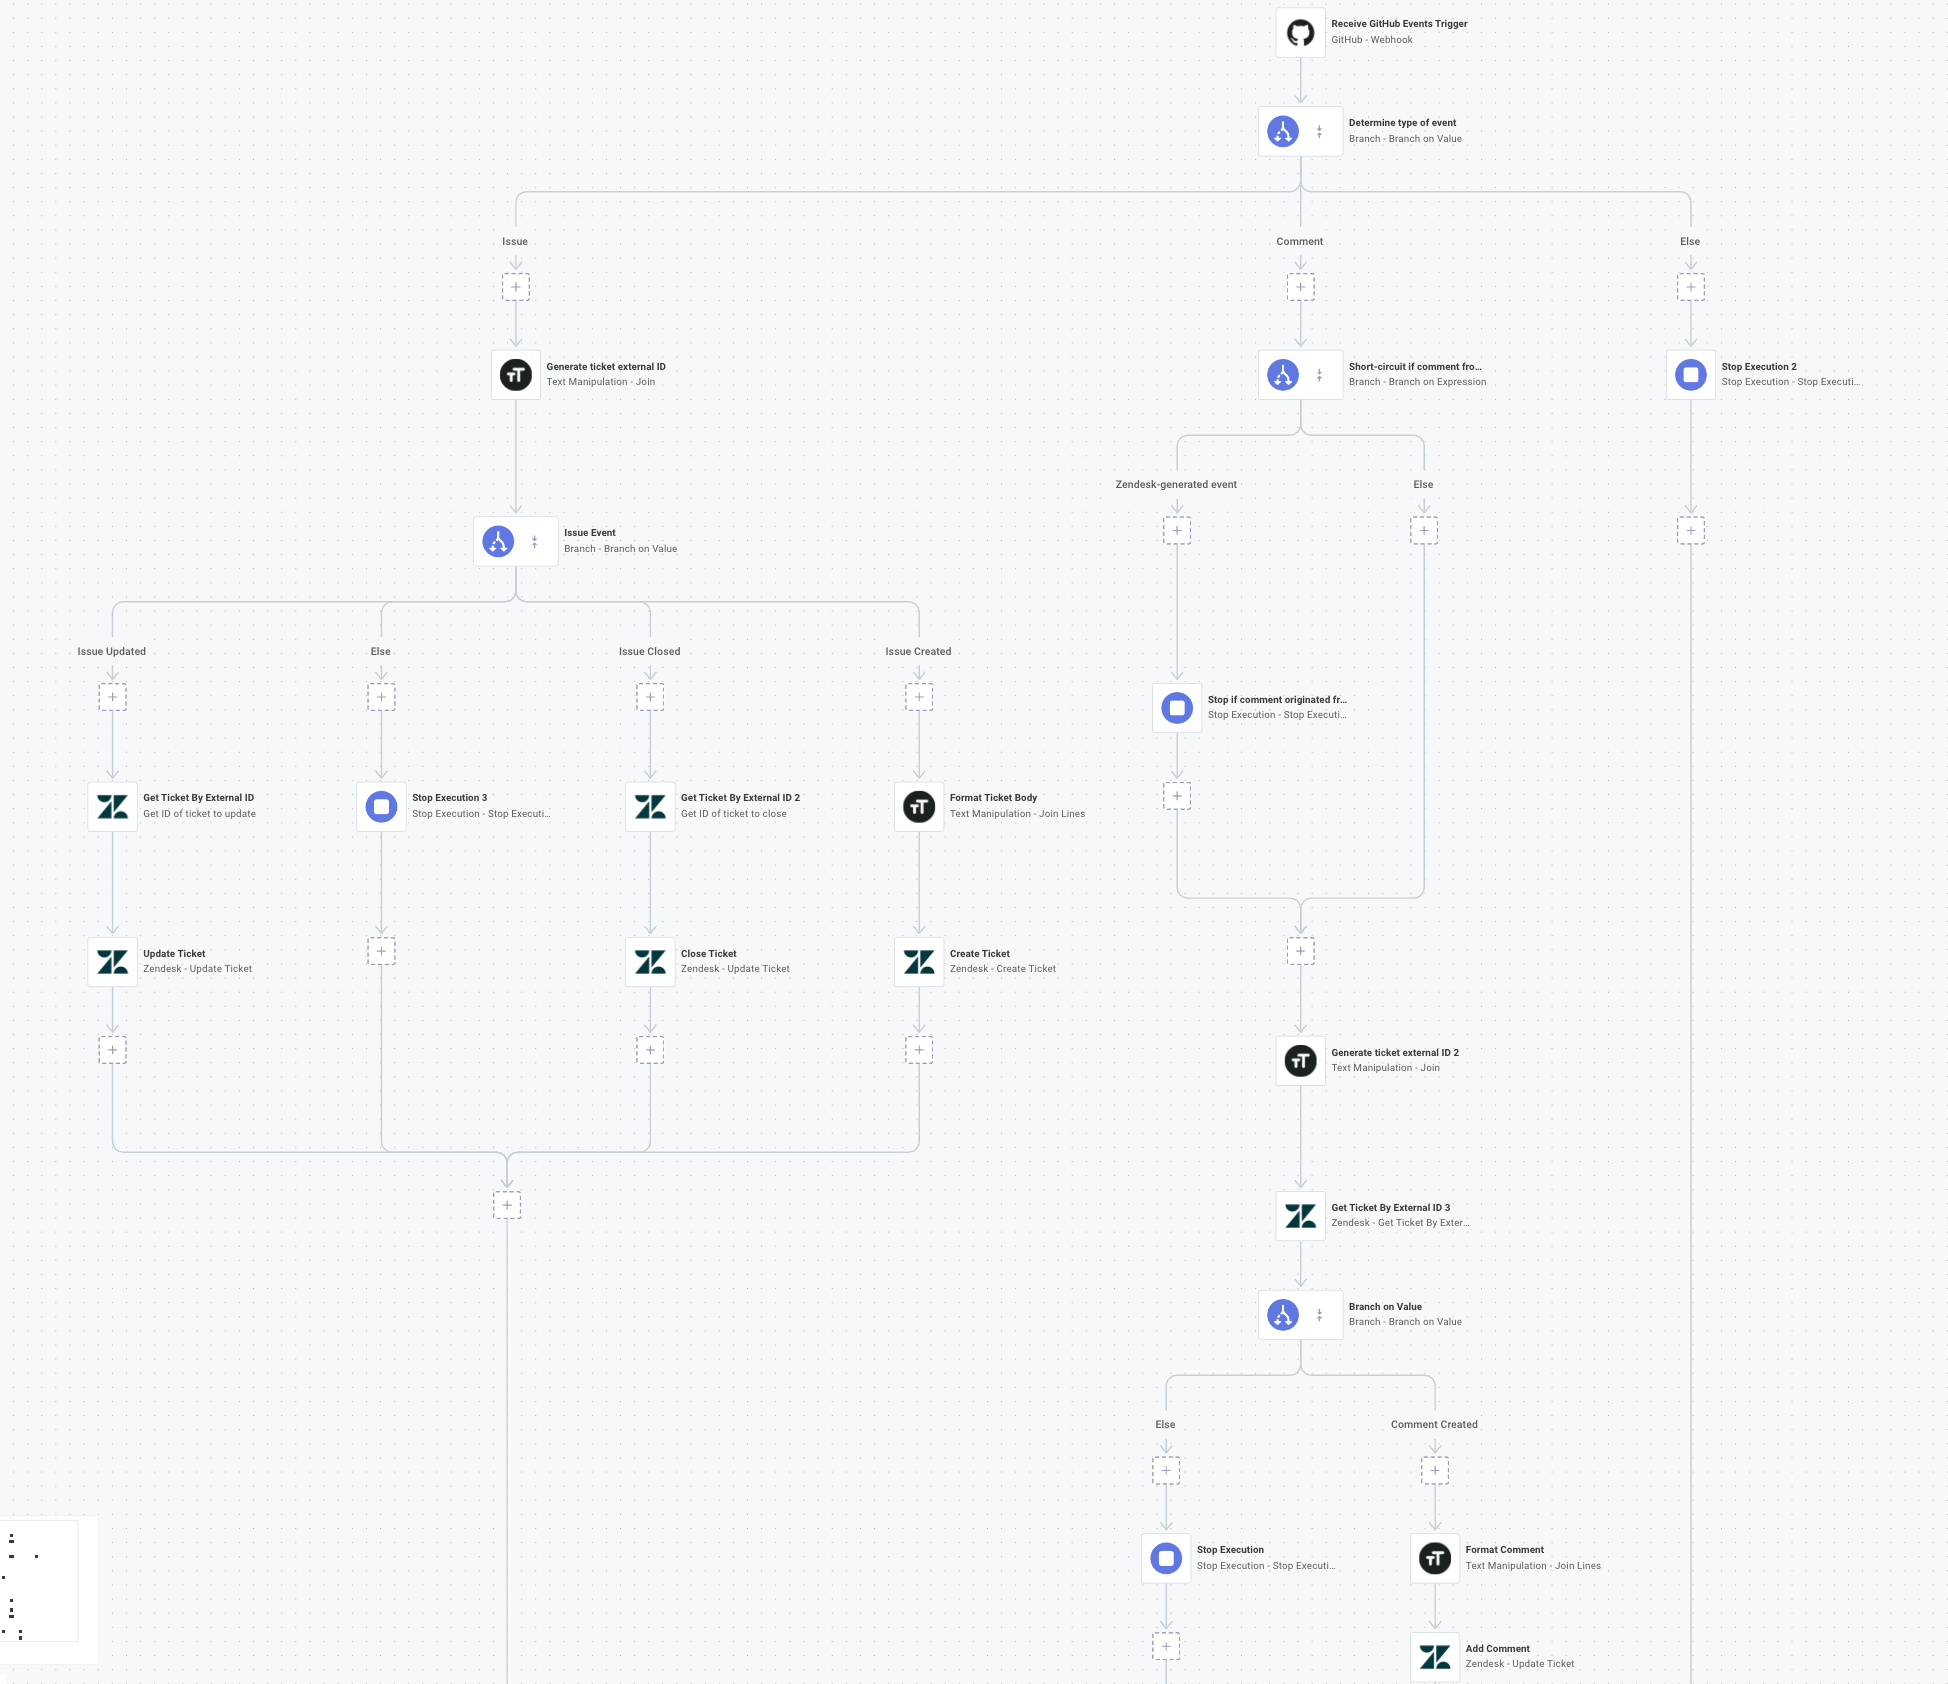 Receive GitHub Events Trigger
GitHub - Webhook
Determine type of event
Branch - Branch on Value
Issue
Comment
Else
Generate ticket external ID
Text Manipulation - Join
Short-circuit if comment fro...
Branch - Branch on Expression
Stop Execution 2
Stop Execution - Stop Executi...
Zendesk-generated event
Else
Issue Event
Branch - Branch on Value
Issue Updated
Else
Issue Closed
Issue Created
Stop if comment originated fr...
Stop Execution - Stop Executi...
Get Ticket By External ID
Get ID of ticket to update
Stop Execution 3
Stop Execution - Stop Executi...
Get Ticket By External ID 2
Get ID of ticket to close
Format Ticket Body
Text Manipulation - Join Lines
Update Ticket
Zendesk - Update Ticket
Close Ticket
Zendesk - Update Ticket
Create Ticket
Zendesk - Create Ticket
Generate ticket external ID 2
Text Manipulation - Join
Get Ticket By External ID 3
Zendesk - Get Ticket By Exter...
Branch on Value
Branch - Branch on Value
Else
Comment Created
Stop Execution
Stop Execution - Stop Executi...
Format Comment
Text Manipulation - Join Lines
Add Comment
Zendesk - Update Ticket